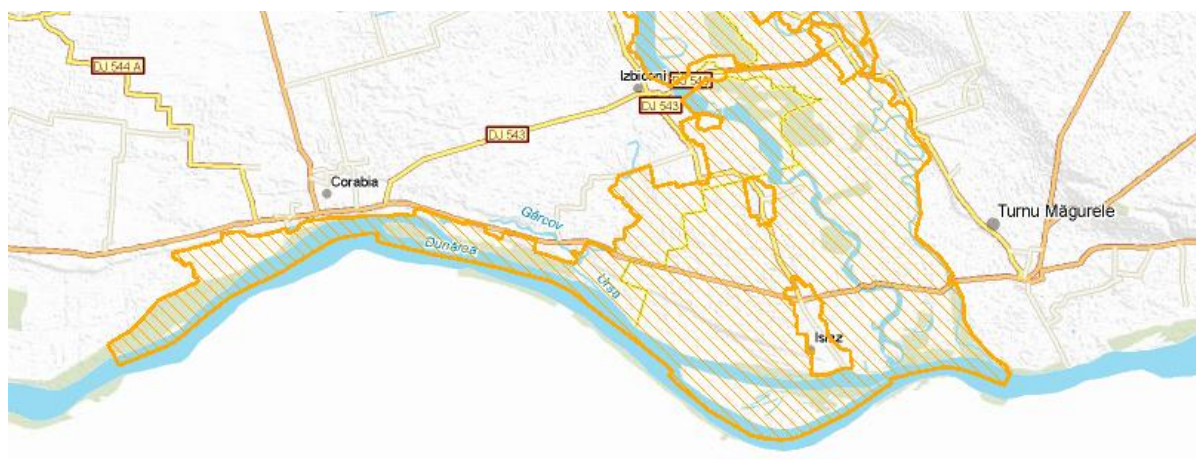 DJ 544 A
Izbiceni
DJ 543
DJ 543
Corabia
Gârcov
Turnu Măgurele
Dunărea
Ursa
Islaz